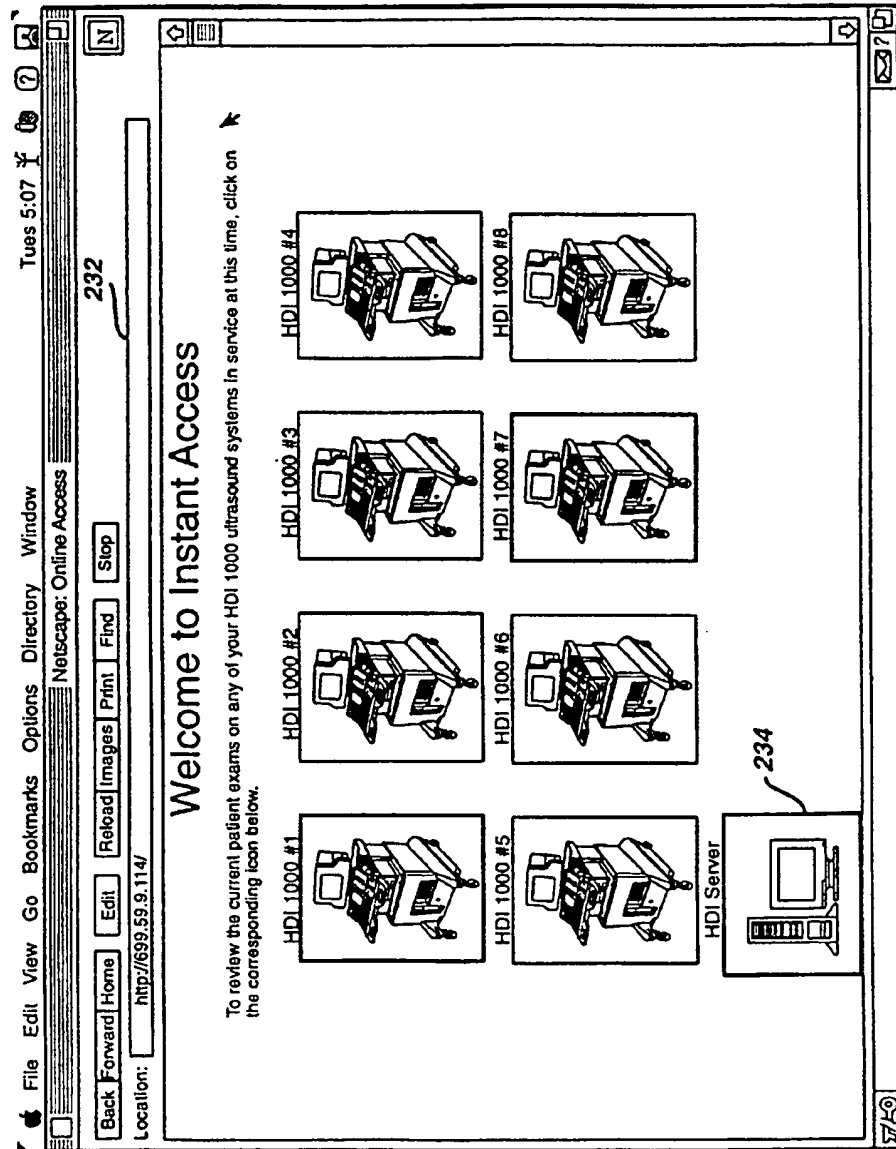 File Edit View Go Bookmarks Options Directory Window Tues 5:07 ?
Netscape: Online Access
Back Forward Home Edit Reload Images Print Find Stop
N
Location: http://699.59.9.114/
232
Welcome to Instant Access
To review the current patient exams on any of your HDI 1000 ultrasound systems in service at this time, click on
the corresponding icon below.
HDI 1000 #1 HDI 1000 #2 HDI 1000 #3 HDI 1000 #4
HDI 1000 #5 HDI 1000 #6 HDI 1000 #7 HDI 1000 #8
HDI Server
234
?